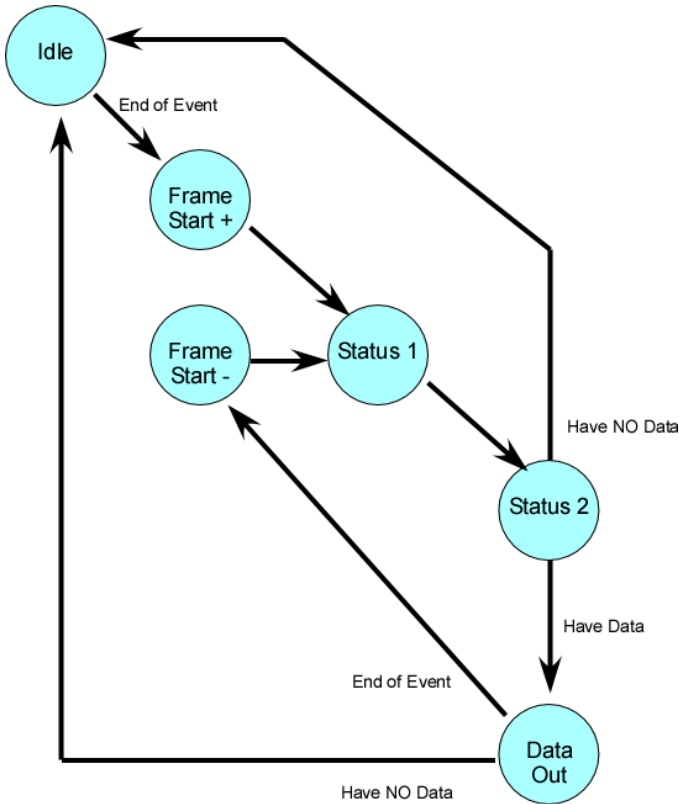 Idle
End of Event
Frame
Start +
Frame
Start -
Status 1
Have NO Data
Status 2
Have Data
End of Event
Data
Out
Have NO Data